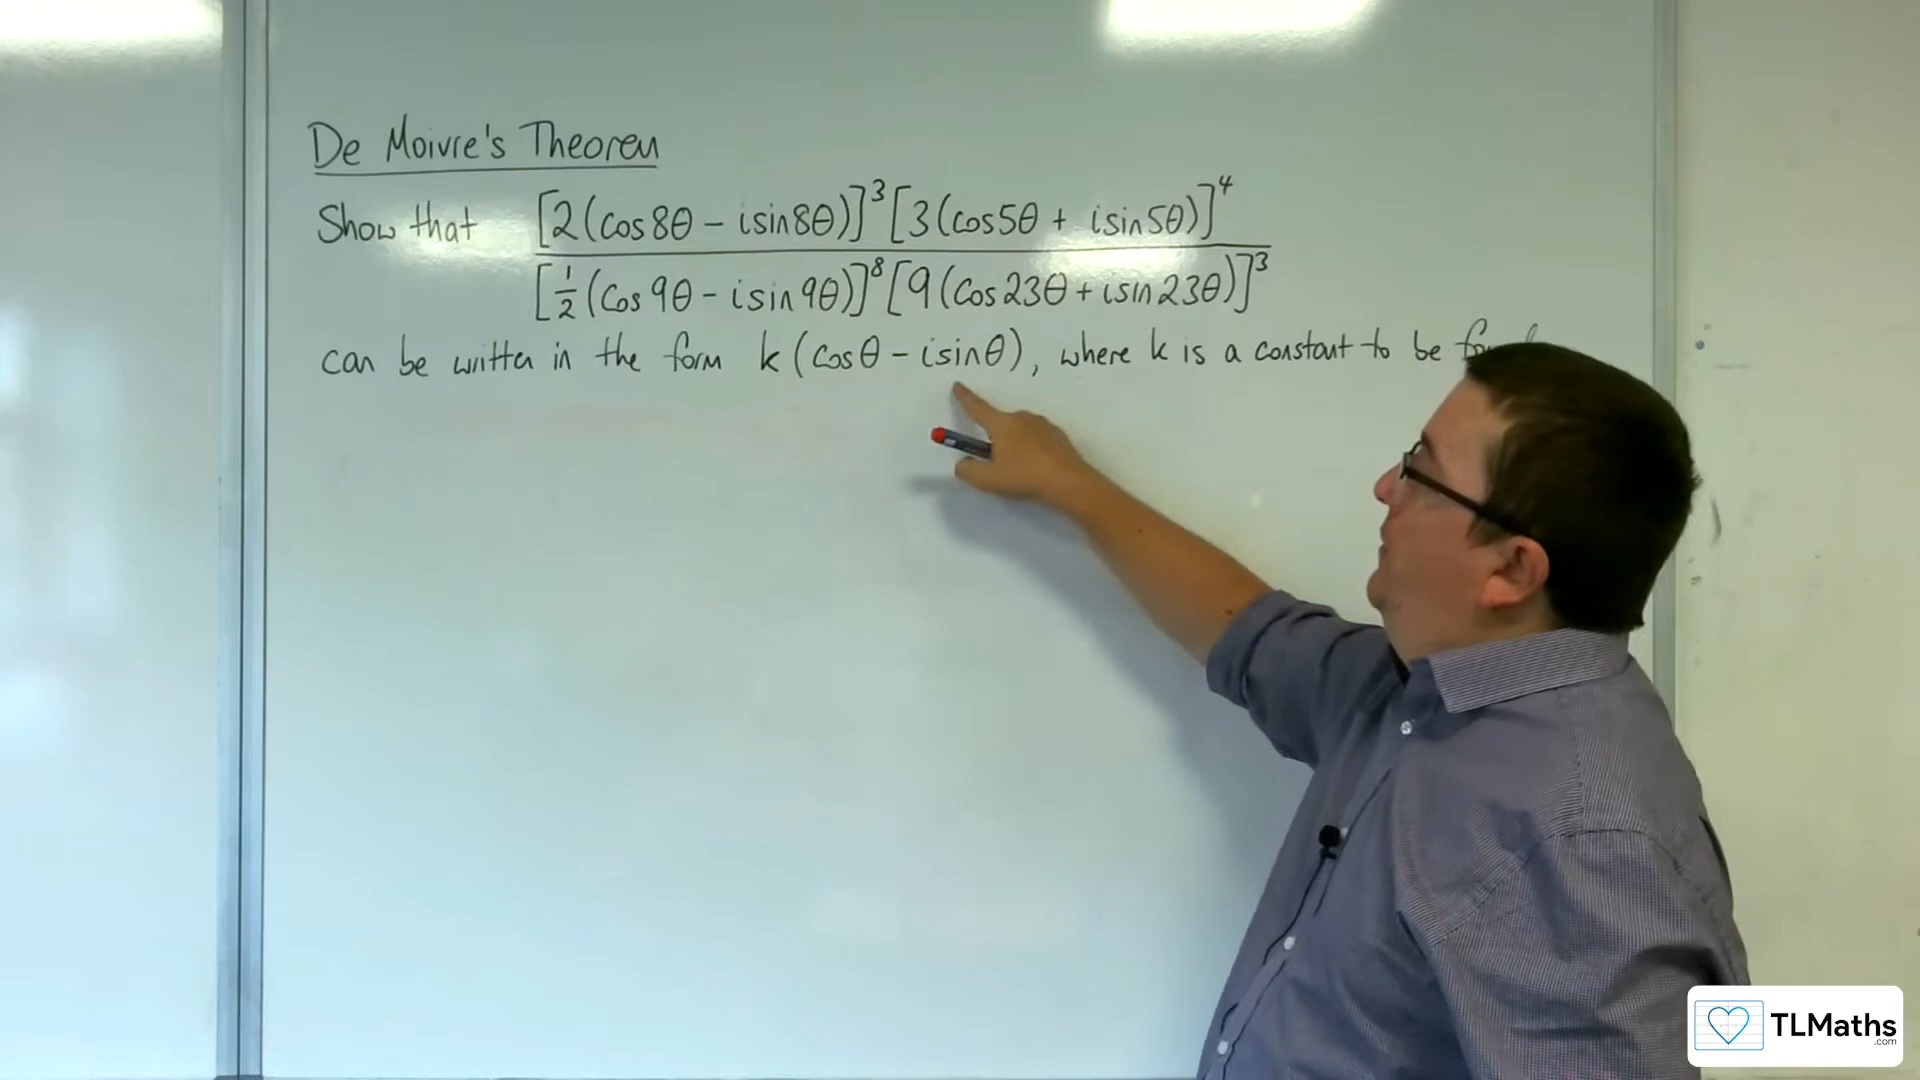 De Moivre's Theorem
Show that [2(cos8θ - isin8θ)]³[3(cos5θ + isin5θ)]⁴
[½(cos9θ - isin9θ)]⁸[9(cos23θ + isin23θ)]³
can be written in the form k(cosθ - isinθ), where k is a constant to be
TLMaths
.com